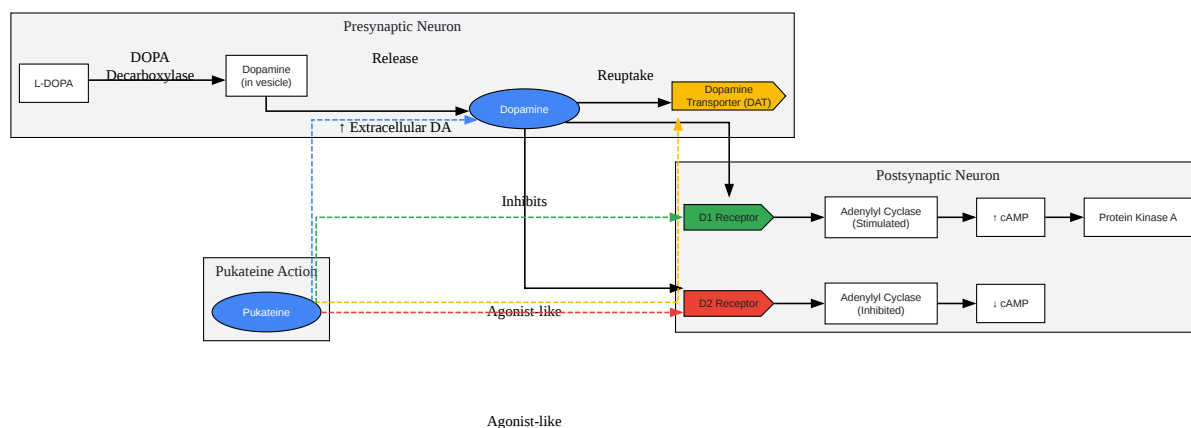 Presynaptic Neuron
DOPA
Decarboxylase
L-DOPA
Dopamine
(in vesicle)
Release
Reuptake
Dopamine
Dopamine
Transporter (DAT)
↑ Extracellular DA
Postsynaptic Neuron
Inhibits
D1 Receptor
Adenylyl Cyclase
(Stimulated)
↑ cAMP
Protein Kinase A
Pukateine Action
Pukateine
Agonist-like
D2 Receptor
Adenylyl Cyclase
(Inhibited)
↓ cAMP
Agonist-like